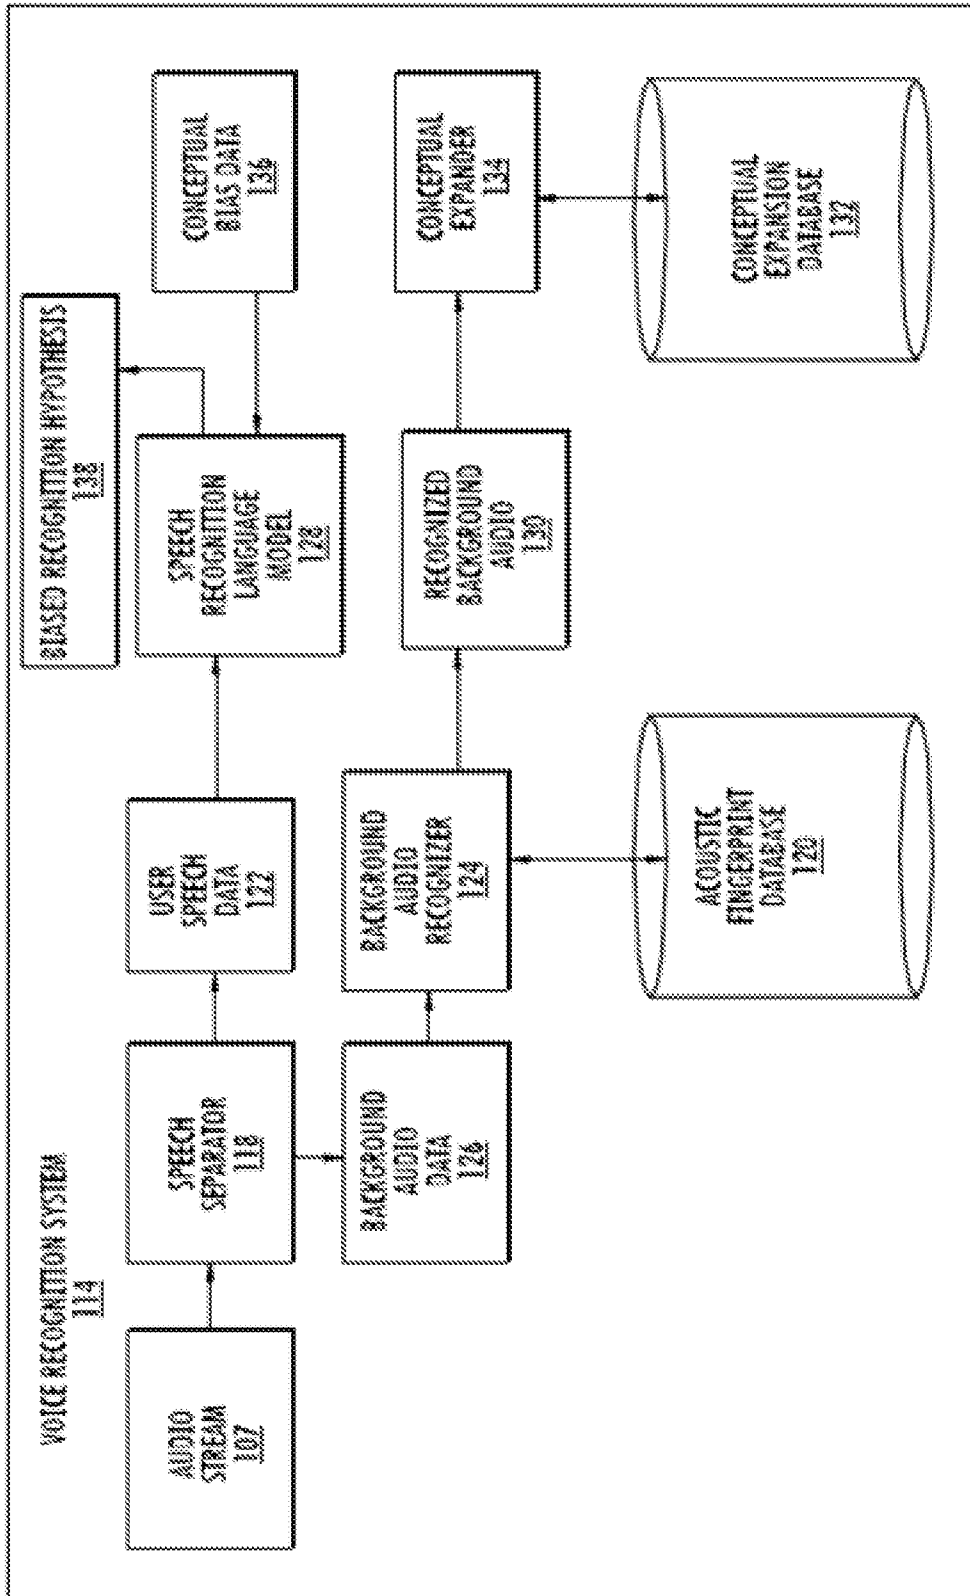 VOICE RECOGNITION SYSTEM
114
BIASED RECOGNITION HYPOTHESIS
138
AUDIO
STREAM
107
SPEECH
SEPARATOR
118
USER
SPEECH
DATA
122
SPEECH
RECOGNITION
LANGUAGE
MODEL
128
CONCEPTUAL
BIAS DATA
136
BACKGROUND
AUDIO
DATA
126
BACKGROUND
AUDIO
RECOGNIZER
124
RECOGNIZED
BACKGROUND
AUDIO
130
CONCEPTUAL
EXPANDER
134
ACOUSTIC
FINGERPRINT
DATABASE
120
CONCEPTUAL
EXPANSION
DATABASE
132